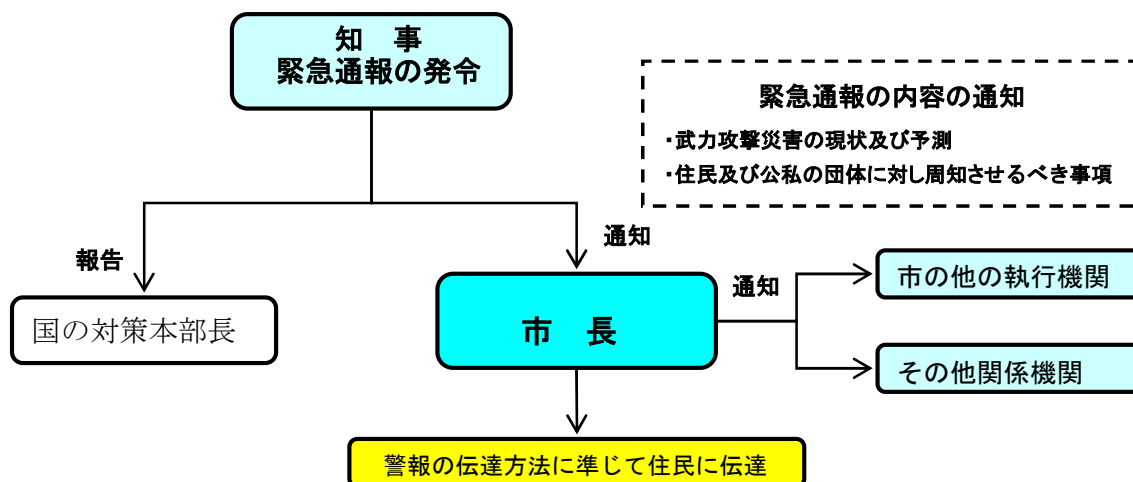 知　事
緊急通報の発令
緊急通報の内容の通知
・武力攻撃災害の現状及び予測
・住民及び公私の団体に対し周知させるべき事項
報告
通知
国の対策本部長
市　長
通知
市の他の執行機関
その他関係機関
警報の伝達方法に準じて住民に伝達